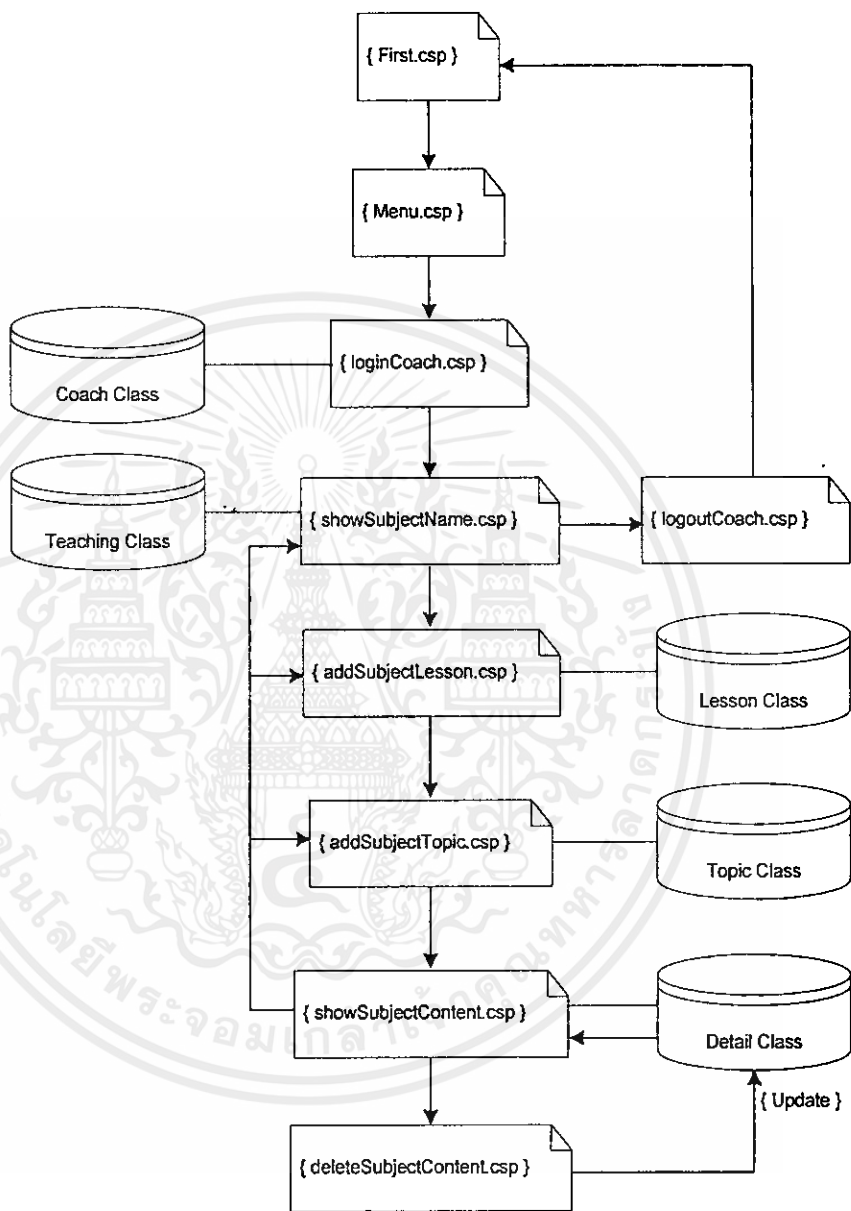 { First.csp }
{ Menu.csp }
{ loginCoach.csp }
Coach Class
{ showSubjectName.csp }
Teaching Class
{ logoutCoach.csp }
{ addSubjectLesson.csp }
Lesson Class
{ addSubjectTopic.csp }
Topic Class
{ showSubjectContent.csp }
Detail Class
{ Update }
{ deleteSubjectContent.csp }